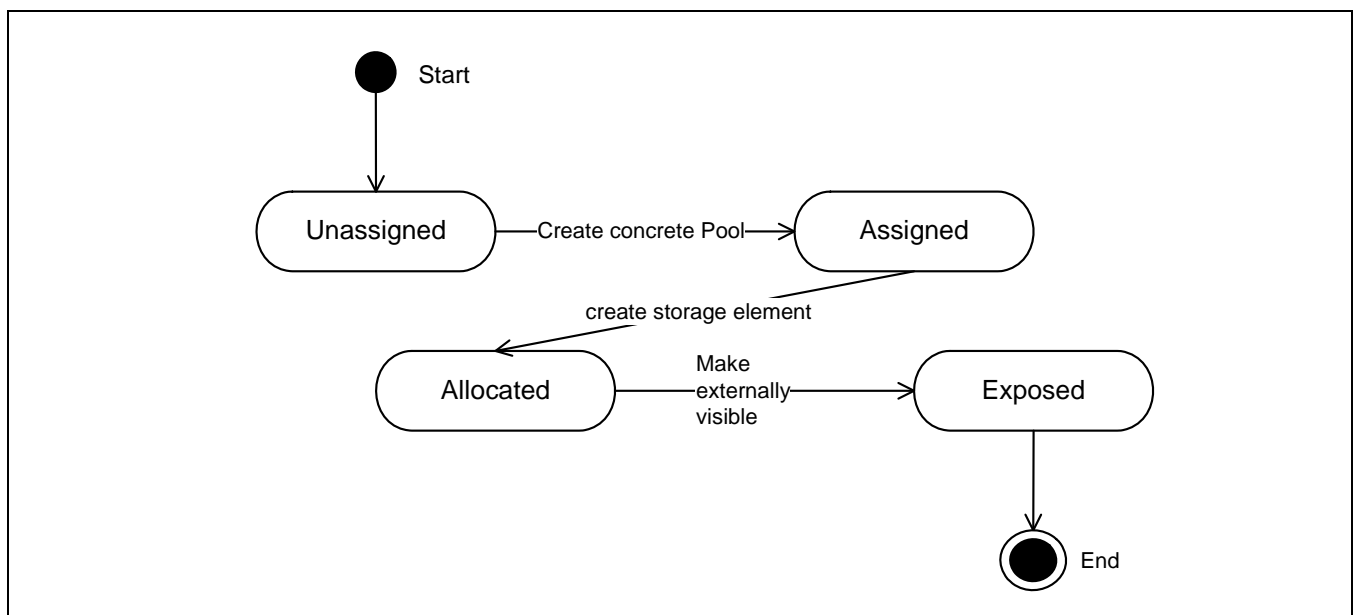 Start
Unassigned
Create concrete Pool
Assigned
create storage element
Allocated
Make
externally
visible
Exposed
End